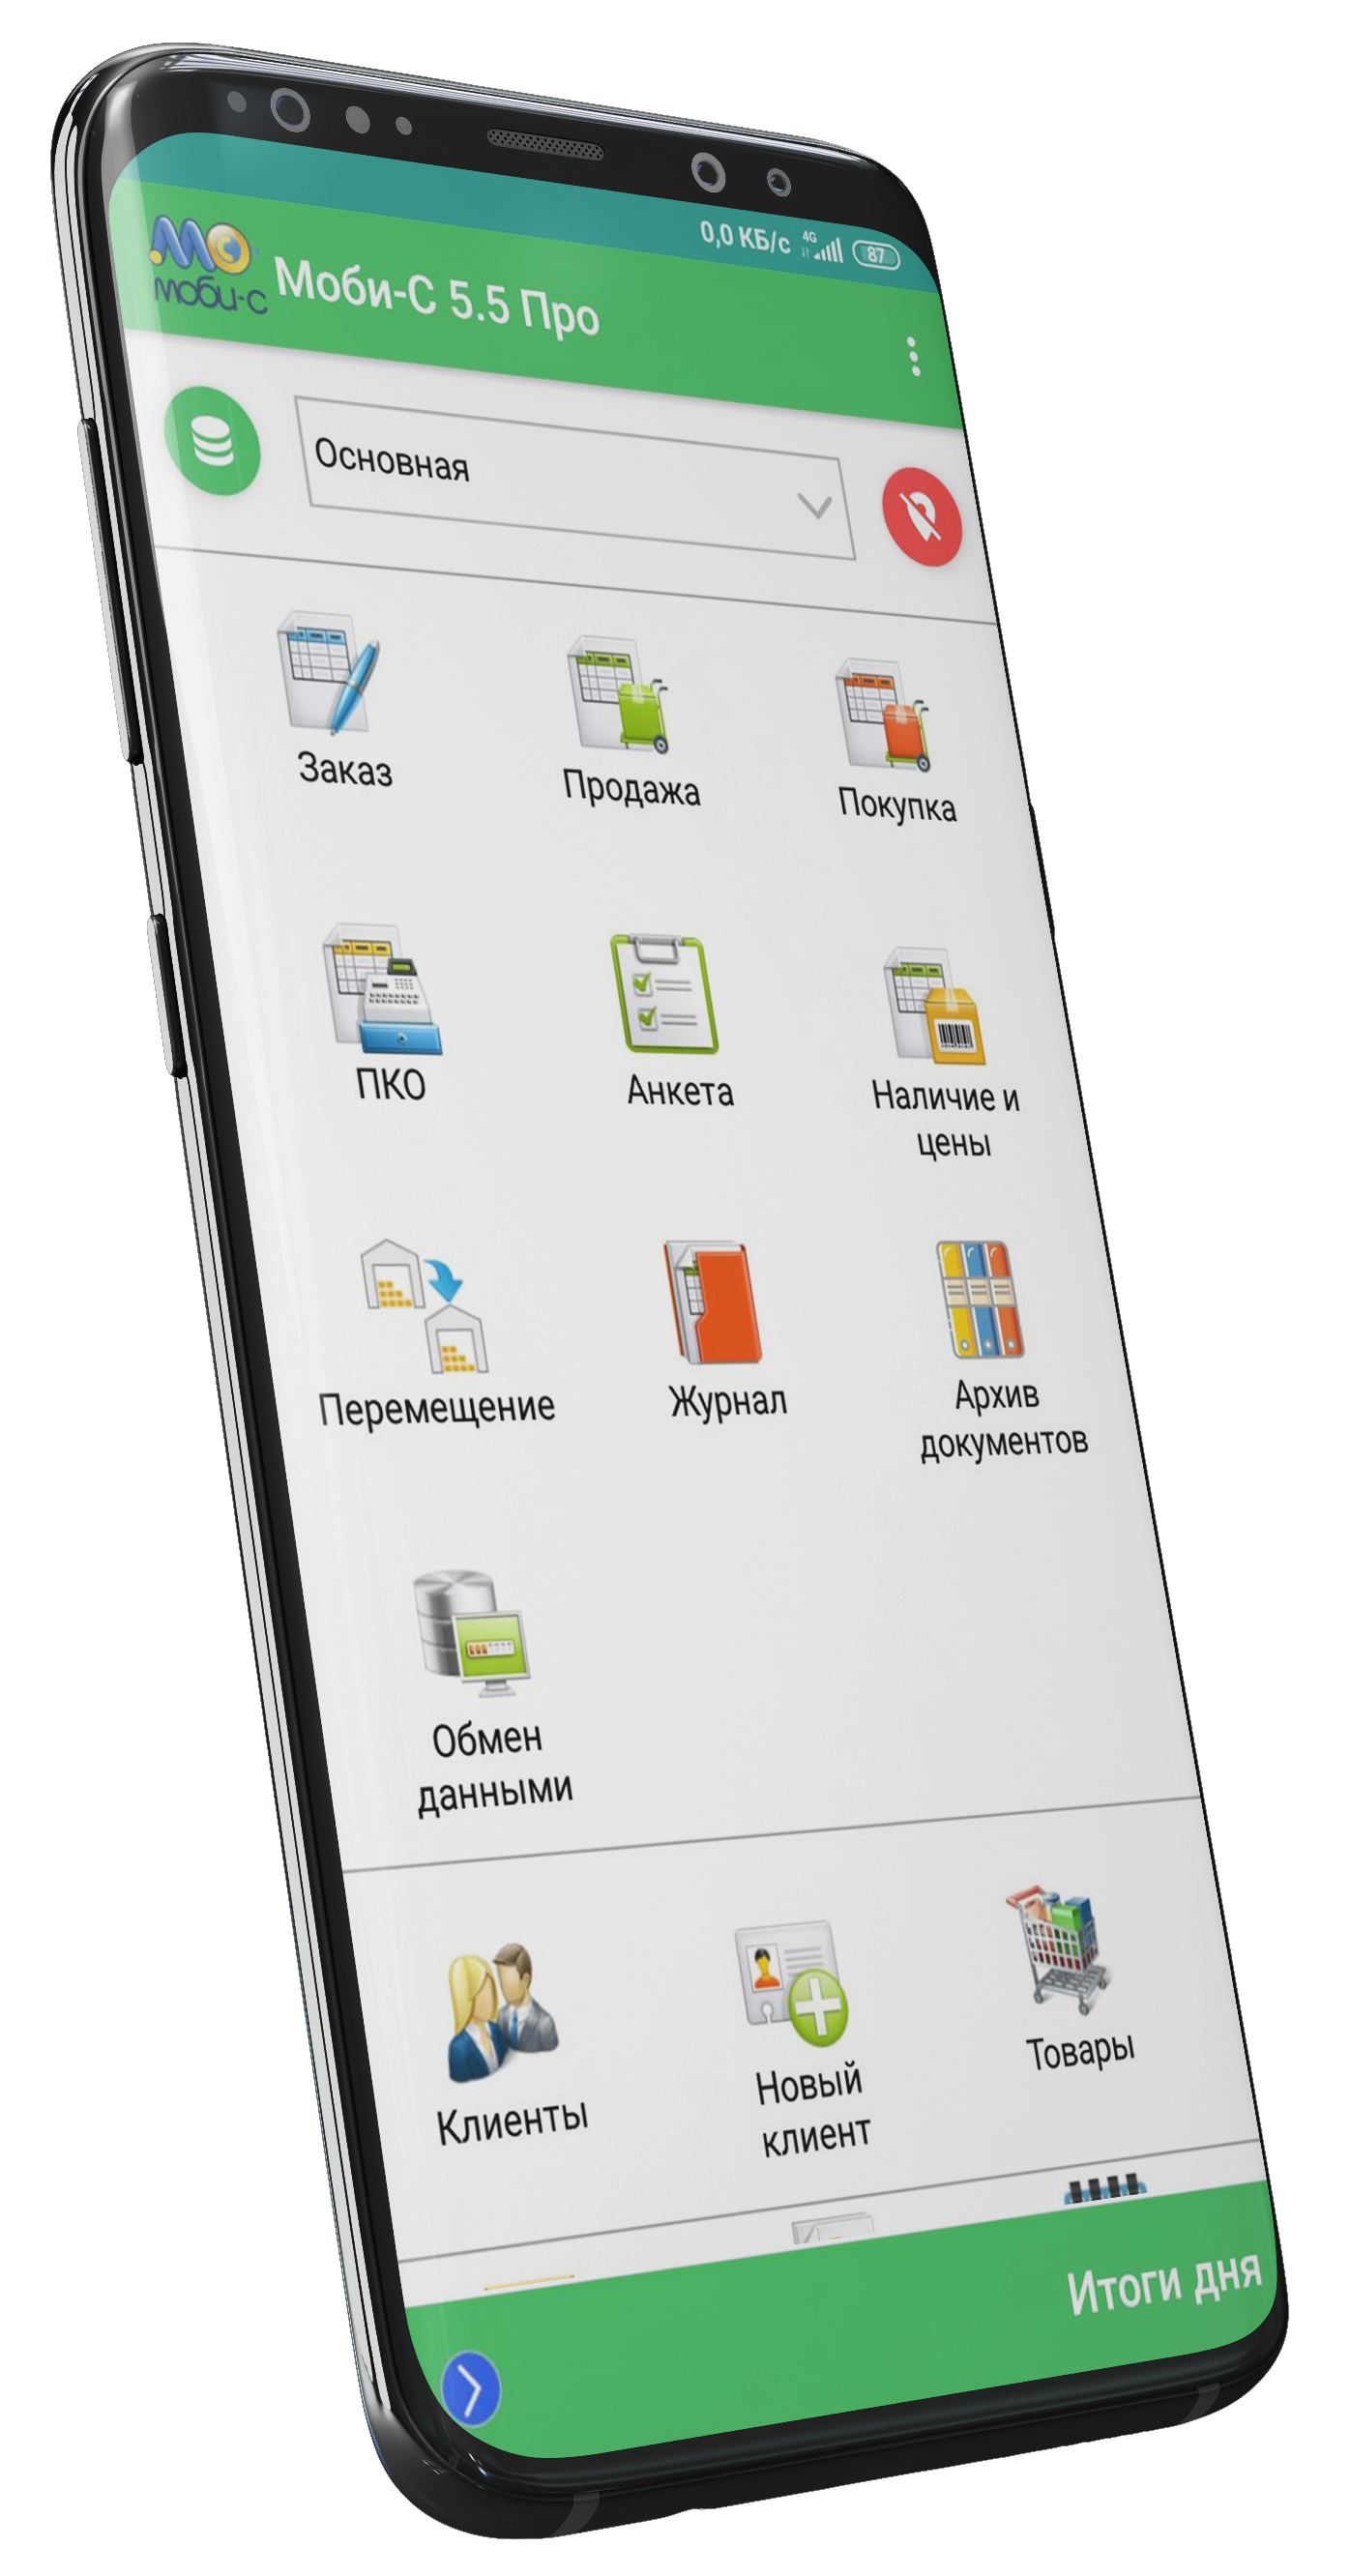 0,0 КБ/с 4G 87
моби-с
Моби-С 5.5 Про
Основная
Заказ
Продажа
Покупка
ПКО
Анкета
Наличие и
цены
Перемещение
Журнал
Архив
документов
Обмен
данными
Клиенты
Новый
клиент
Товары
Итоги дня